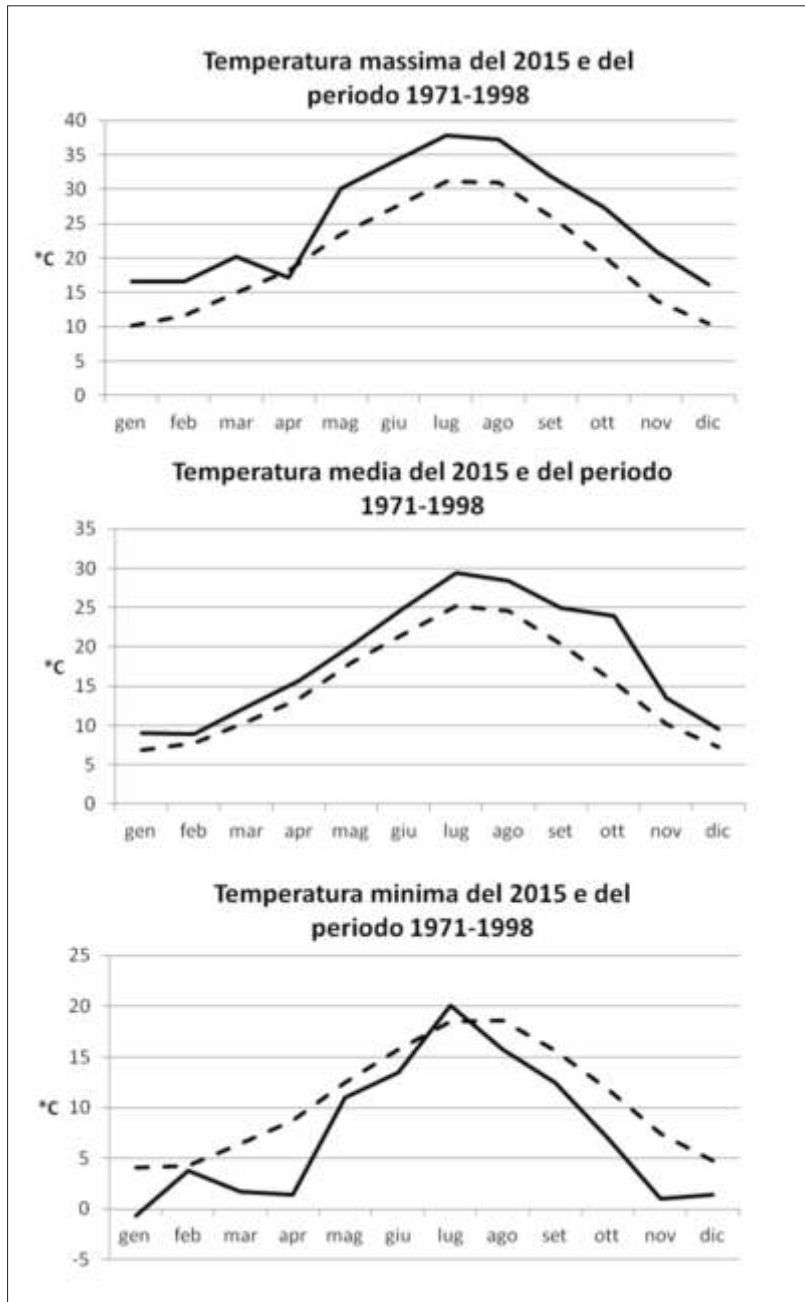 Temperatura massima del 2015 e del
periodo 1971-1998
40
35
30
25
20
15
10
5
0
°C
gen feb mar apr mag giu lug ago set ott nov dic
Temperatura media del 2015 e del periodo
1971-1998
35
30
25
20
15
10
5
0
°C
gen feb mar apr mag giu lug ago set ott nov dic
Temperatura minima del 2015 e del
periodo 1971-1998
25
20
15
10
5
0
-5
°C
gen feb mar apr mag giu lug ago set ott nov dic